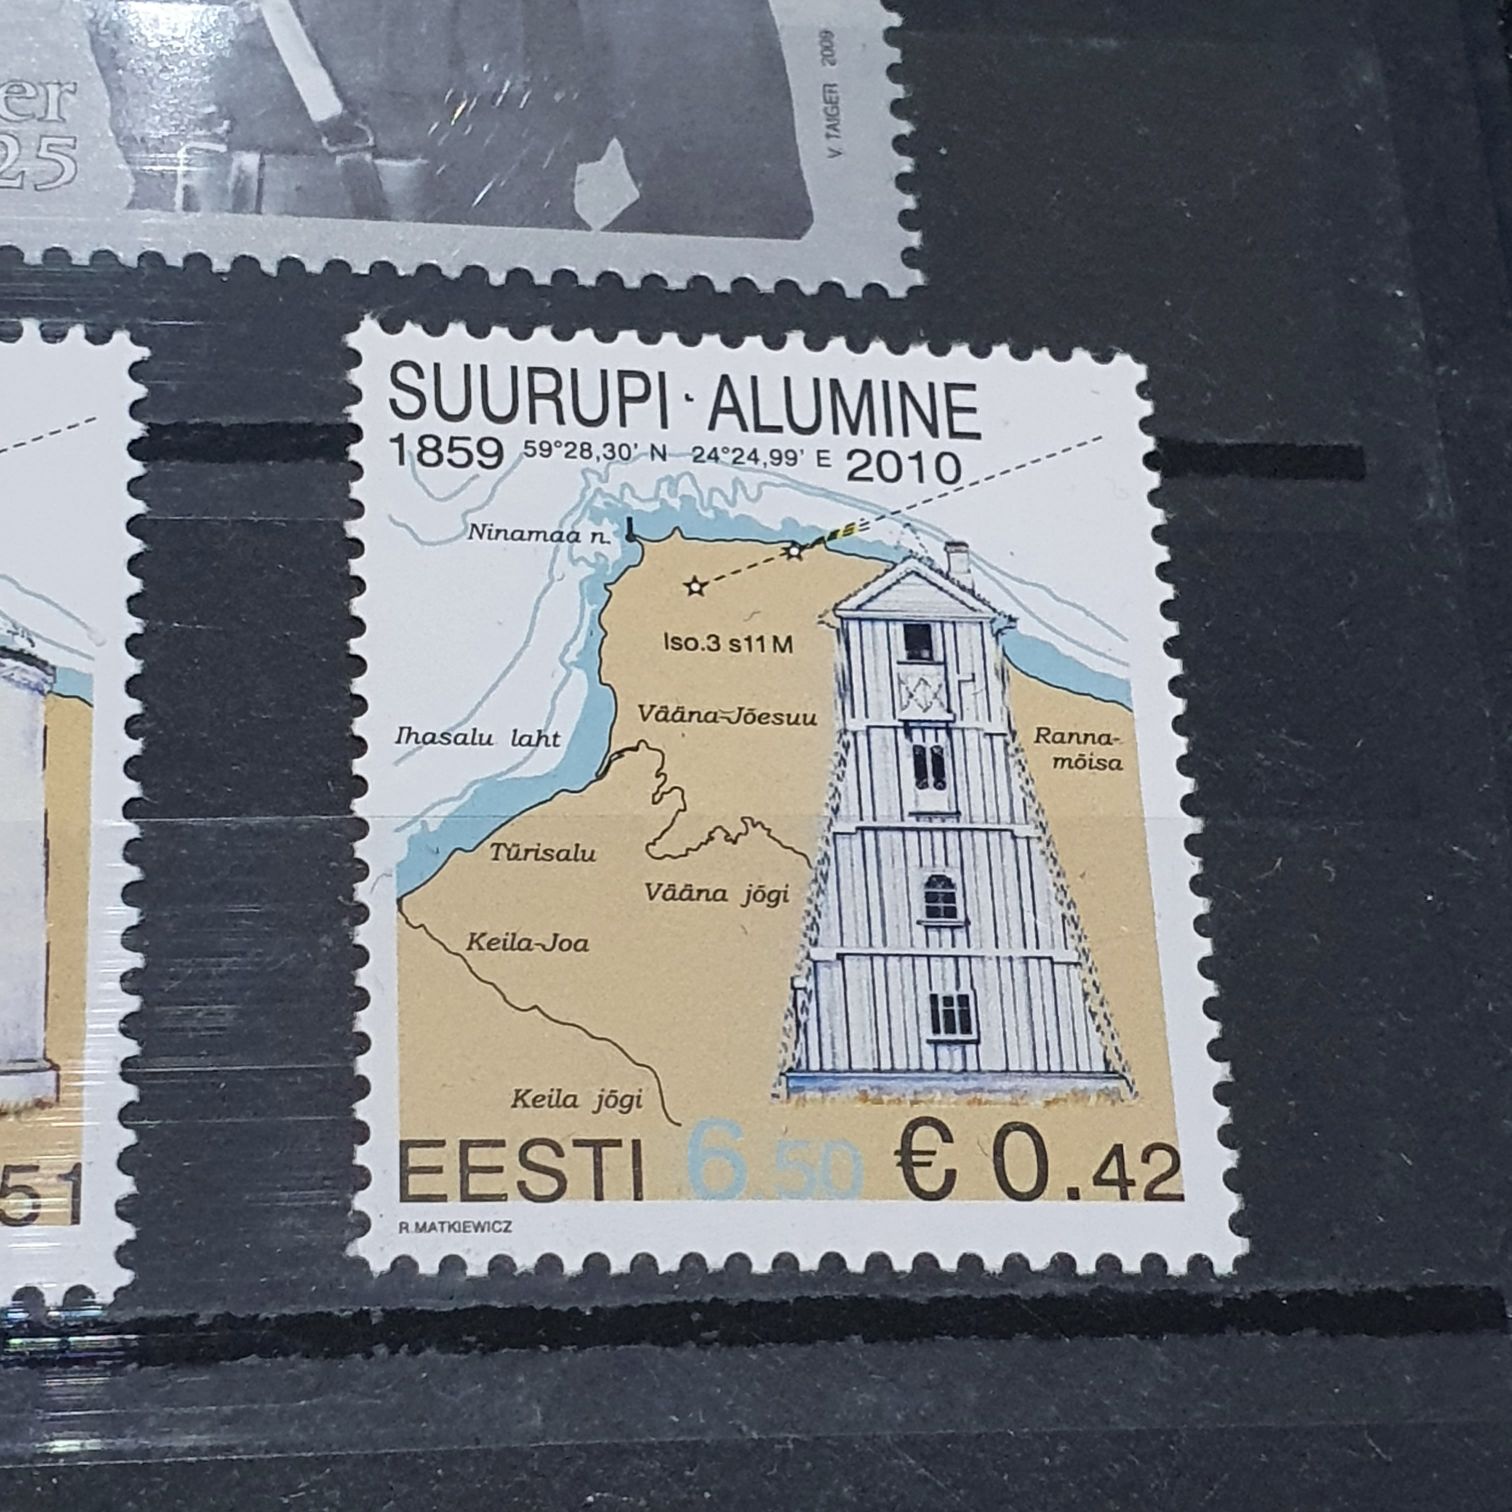 er
25
V. TAIGER 2009
SUURUPI · ALUMINE
1859 59°28,30' N 24°24,99' E 2010
Ninamaa n.
Iso.3 s11M
Vääna-Jõesuu
Ihasalu laht
Ranna-
mõisa
Türisalu
Vääna jõgi
Keila-Joa
Keila jõgi
EESTI 6.50 €0.42
R.MATKIEWICZ
51